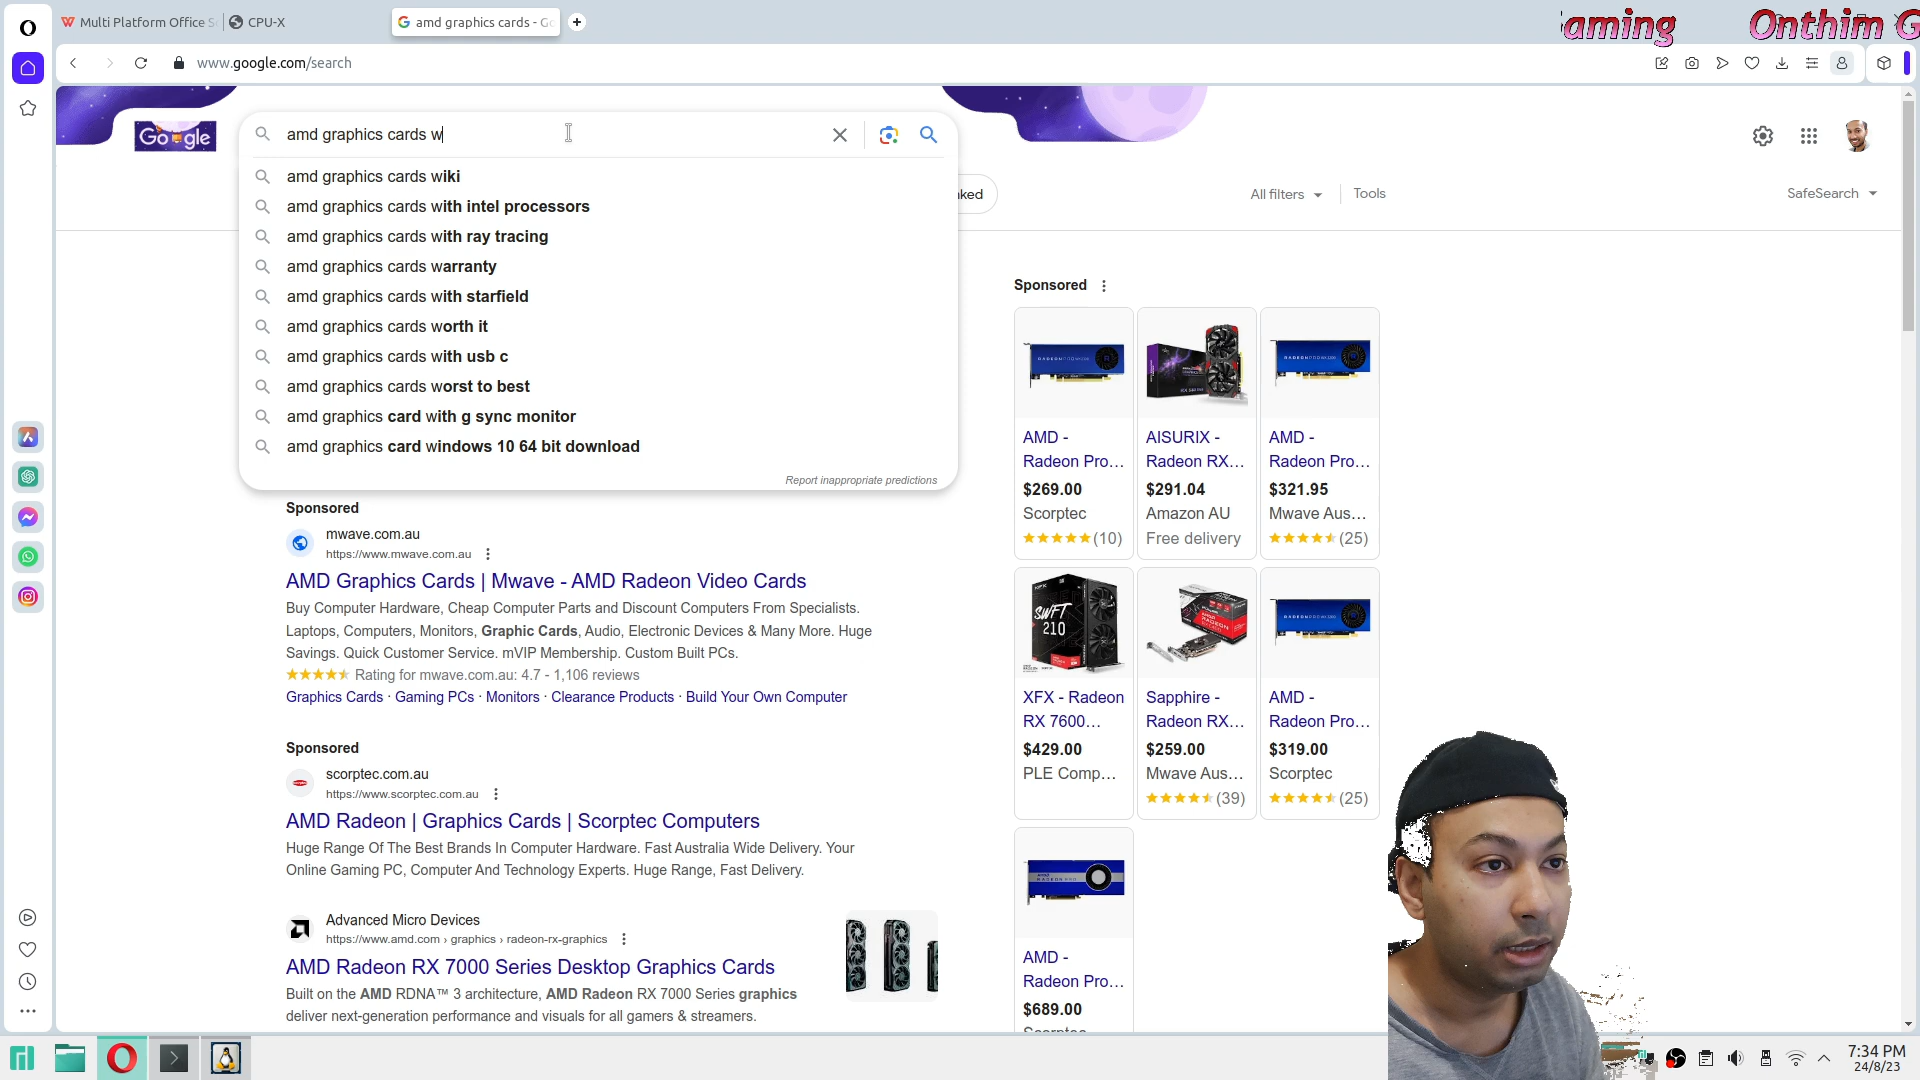 Multi Platform Office S
CPU-X
amd graphics cards - Go
aming
Onthim G
www.google.com/search
Google
amd graphics cards w
amd graphics cards wiki
amd graphics cards with intel processors
amd graphics cards with ray tracing
amd graphics cards warranty
amd graphics cards with starfield
amd graphics cards worth it
amd graphics cards with usb c
amd graphics cards worst to best
amd graphics card with g sync monitor
amd graphics card windows 10 64 bit download
Report inappropriate predictions
ked
All filters
Tools
SafeSearch
Sponsored
mwave.com.au
https://www.mwave.com.au
AMD Graphics Cards | Mwave - AMD Radeon Video Cards
Buy Computer Hardware, Cheap Computer Parts and Discount Computers From Specialists.
Laptops, Computers, Monitors, Graphic Cards, Audio, Electronic Devices & Many More. Huge
Savings. Quick Customer Service. mVIP Membership. Custom Built PCs.
Rating for mwave.com.au: 4.7 - 1,106 reviews
Graphics Cards · Gaming PCs · Monitors · Clearance Products · Build Your Own Computer
Sponsored
scorptec.com.au
https://www.scorptec.com.au
AMD Radeon | Graphics Cards | Scorptec Computers
Huge Range Of The Best Brands In Computer Hardware. Fast Australia Wide Delivery. Your
Online Gaming PC, Computer And Technology Experts. Huge Range, Fast Delivery.
Advanced Micro Devices
https://www.amd.com › graphics › radeon-rx-graphics
AMD Radeon RX 7000 Series Desktop Graphics Cards
Built on the AMD RDNA™ 3 architecture, AMD Radeon RX 7000 Series graphics
deliver next-generation performance and visuals for all gamers & streamers.
Sponsored
AMD -
Radeon Pro...
$269.00
Scorptec
(10)
AISURIX -
Radeon RX...
$291.04
Amazon AU
Free delivery
AMD -
Radeon Pro...
$321.95
Mwave Aus...
(25)
SWFT
210
XFX - Radeon
RX 7600...
$429.00
PLE Comp...
Sapphire -
Radeon RX...
$259.00
Mwave Aus...
(39)
AMD -
Radeon Pro...
$319.00
Scorptec
(25)
AMD -
Radeon Pro...
$689.00
Scorptec
7:34 PM
24/8/23